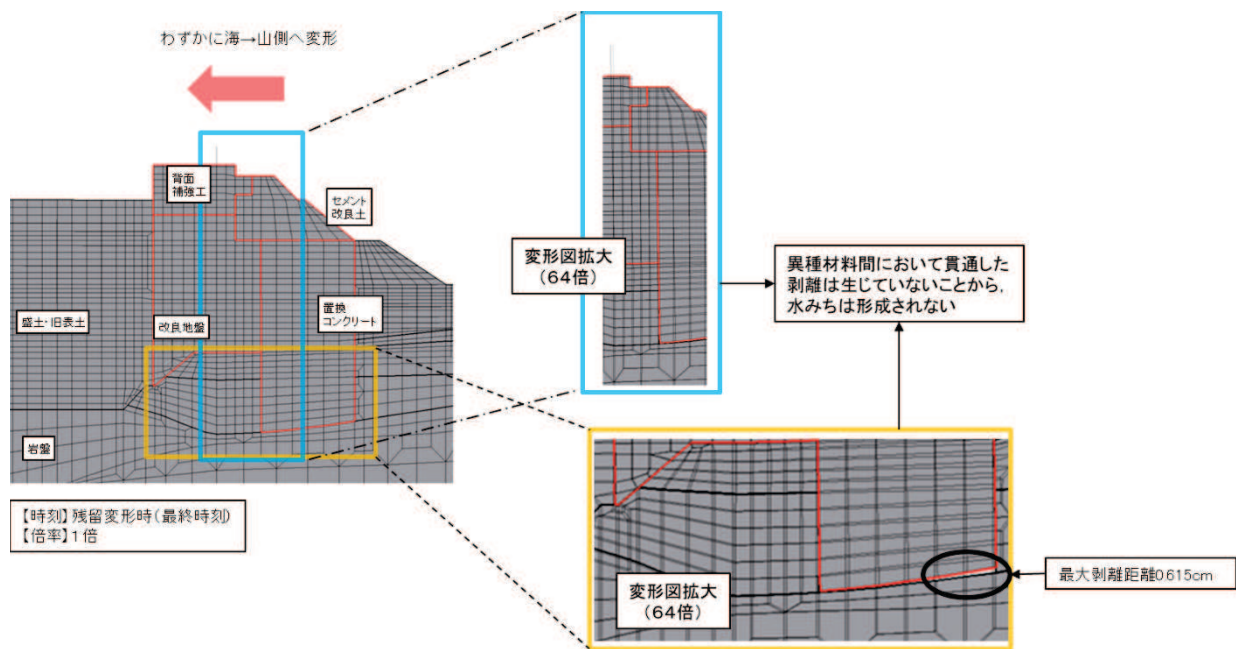 わずかに海→山側へ変形
背面
補強工
セメント
改良土
盛土・旧表土
改良地盤
置換
コンクリート
岩盤
【時刻】残留変形時(最終時刻)
【倍率】1倍
変形図拡大
(64倍)
異種材料間において貫通した
剥離は生じていないことから,
水みちは形成されない
変形図拡大
(64倍)
最大剥離距離0.615cm